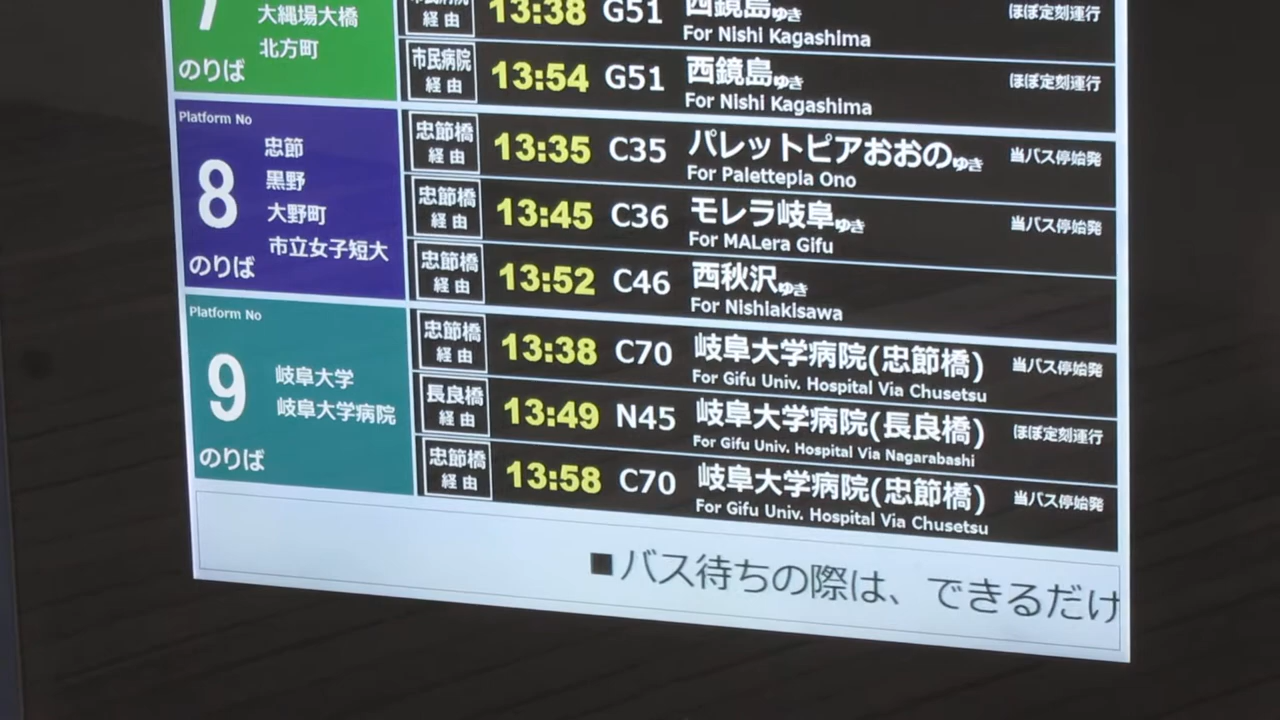 7
大縄場大橋
北方町
のりば
経由
13:38 G51 西鏡島ゆき ほぼ定刻運行
For Nishi Kagashima
市民病院
経由
13:54 G51 西鏡島ゆき ほぼ定刻運行
For Nishi Kagashima
Platform No
8
忠節
黒野
大野町
市立女子短大
のりば
忠節橋
経由
13:35 C35 パレットピアおおのゆき 当バス停始発
For Palettepia Ono
忠節橋
経由
13:45 C36 モレラ岐阜ゆき 当バス停始発
For MALera Gifu
忠節橋
経由
13:52 C46 西秋沢ゆき
For Nishiakisawa
Platform No
9
岐阜大学
岐阜大学病院
のりば
忠節橋
経由
13:38 C70 岐阜大学病院(忠節橋) 当バス停始発
For Gifu Univ. Hospital Via Chusetsu
長良橋
経由
13:49 N45 岐阜大学病院(長良橋) ほぼ定刻運行
For Gifu Univ. Hospital Via Nagarabashi
忠節橋
経由
13:58 C70 岐阜大学病院(忠節橋) 当バス停始発
For Gifu Univ. Hospital Via Chusetsu
■バス待ちの際は、できるだけ